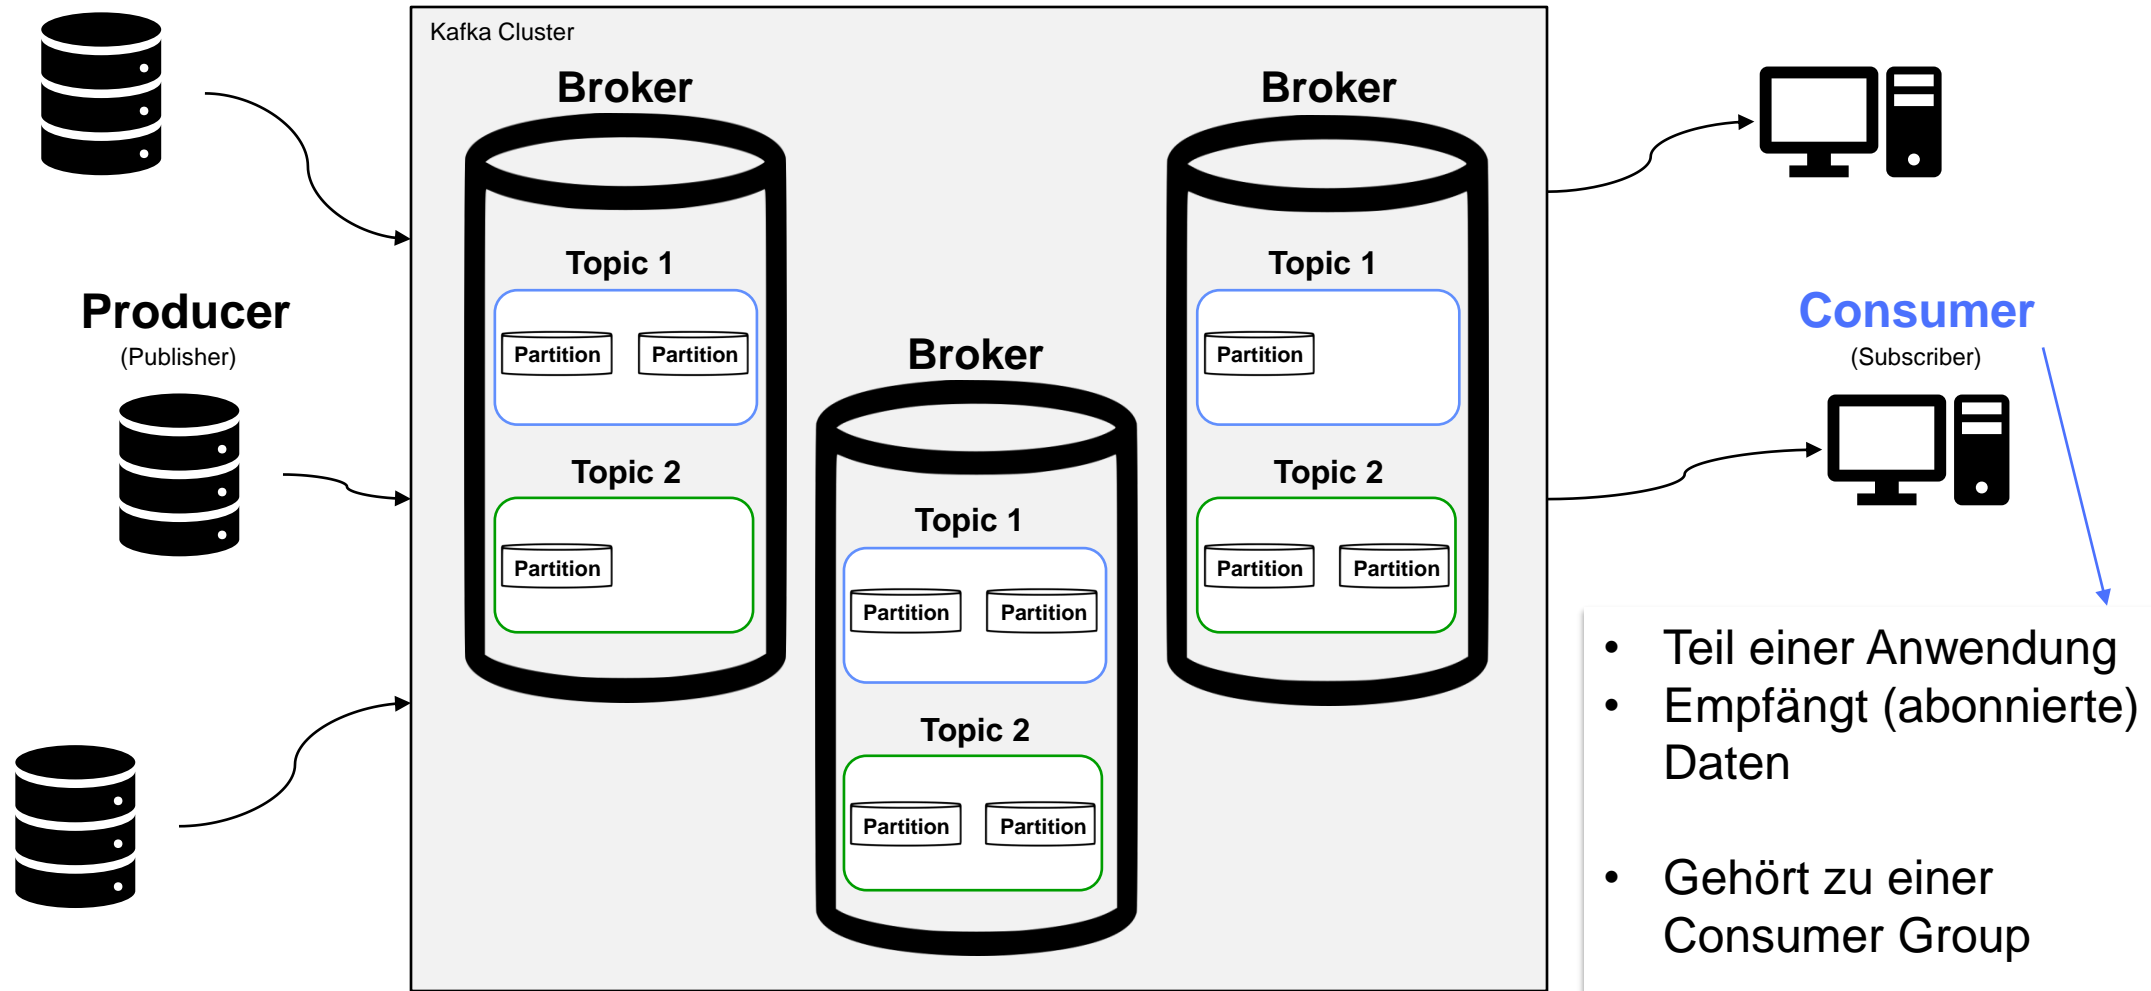 Kafka Cluster
Producer
(Publisher)
Broker
Topic 1
Partition Partition
Topic 2
Partition
Broker
Topic 1
Partition Partition
Topic 2
Partition Partition
Broker
Topic 1
Partition
Topic 2
Partition Partition
Consumer
(Subscriber)
• Teil einer Anwendung
• Empfängt (abonnierte)
Daten
• Gehört zu einer
Consumer Group